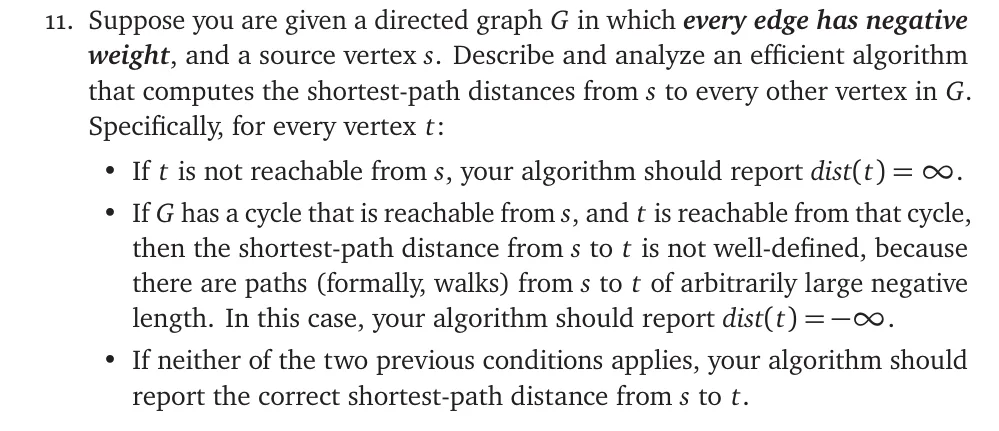 11. Suppose you are given a directed graph G in which every edge has negative
weight, and a source vertex s. Describe and analyze an efficient algorithm
that computes the shortest-path distances from s to every other vertex in G.
Specifically, for every vertex t:
• If t is not reachable from s, your algorithm should report dist(t) = ∞.
• If G has a cycle that is reachable from s, and t is reachable from that cycle,
then the shortest-path distance from s to t is not well-defined, because
there are paths (formally, walks) from s to t of arbitrarily large negative
length. In this case, your algorithm should report dist(t) = −∞.
• If neither of the two previous conditions applies, your algorithm should
report the correct shortest-path distance from s to t.